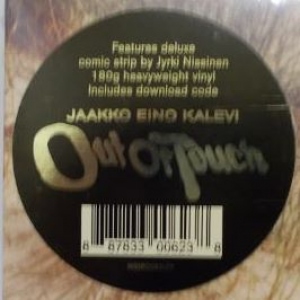 Features deluxe
comic strip by Jyrki Nissinen
180g heavyweight vinyl
Includes download code
JAAKKO EINO KALEVI
Out Of Touch
8 87833 00623 8